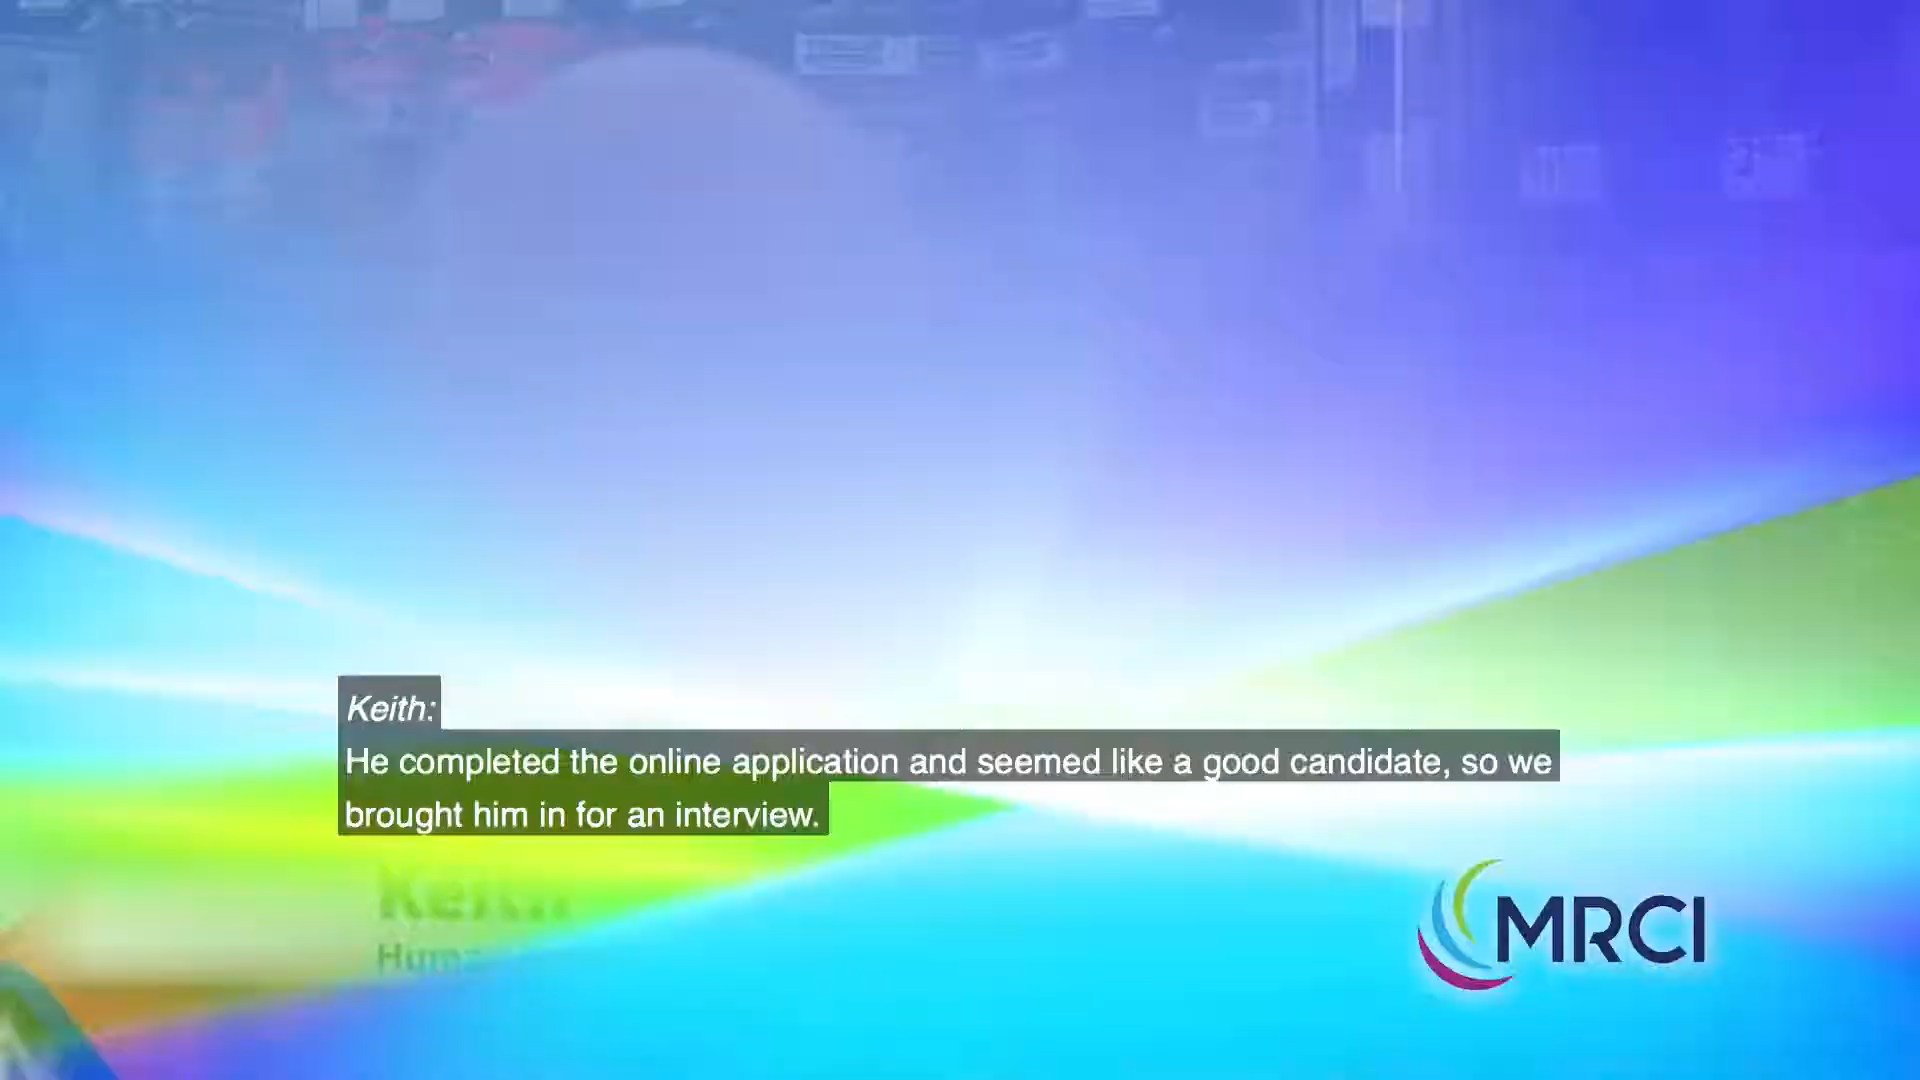 Keith:
He completed the online application and seemed like a good candidate, so we
brought him in for an interview.
Keith
MRCI